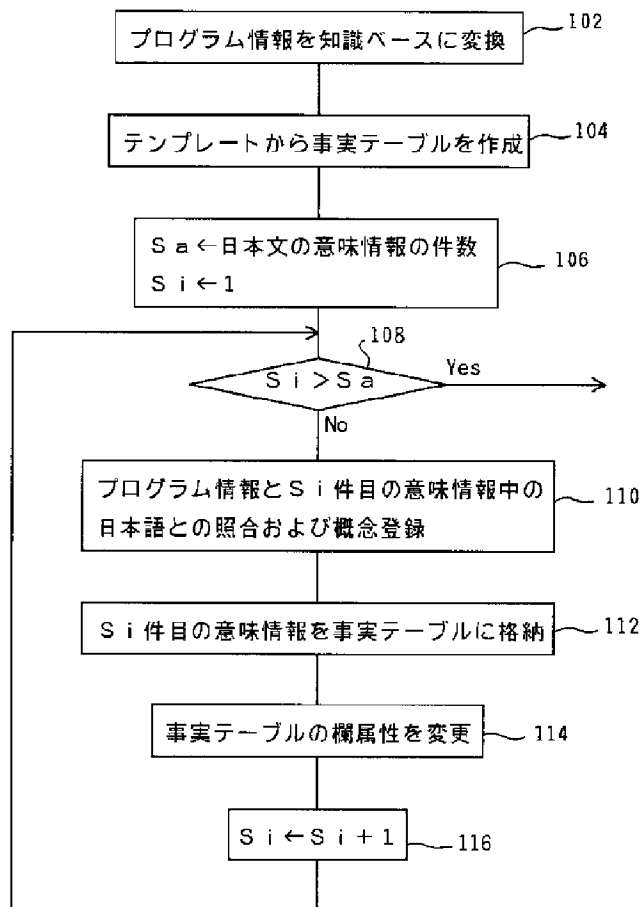 102
プログラム情報を知識ベースに変換
テンプレートから事実テーブルを作成
104
Sa←日本文の意味情報の件数
Si←1
106
108
Si>Sa
Yes
No
プログラム情報とSi件目の意味情報中の
日本語との照合および概念登録
110
Si件目の意味情報を事実テーブルに格納
112
事実テーブルの欄属性を変更
114
Si←Si+1
116